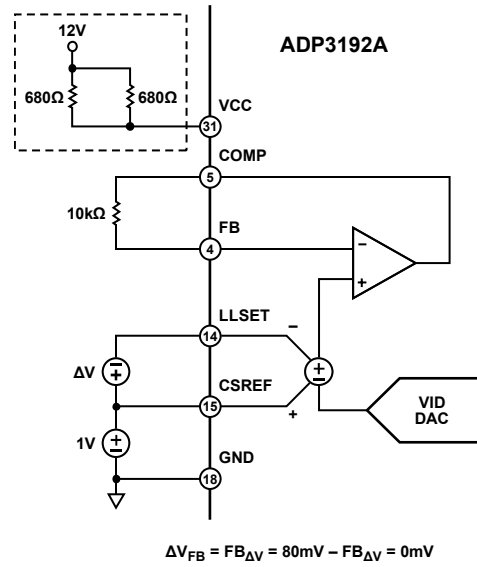 12V
ADP3192A
680Ω
680Ω
VCC
31
COMP
5
10kΩ
FB
4
–
+
LLSET
14
–
ΔV
–
+
+
–
CSREF
15
+
VID
DAC
1V
+
–
GND
18
ΔVFB = FBΔV = 80mV – FBΔV = 0mV